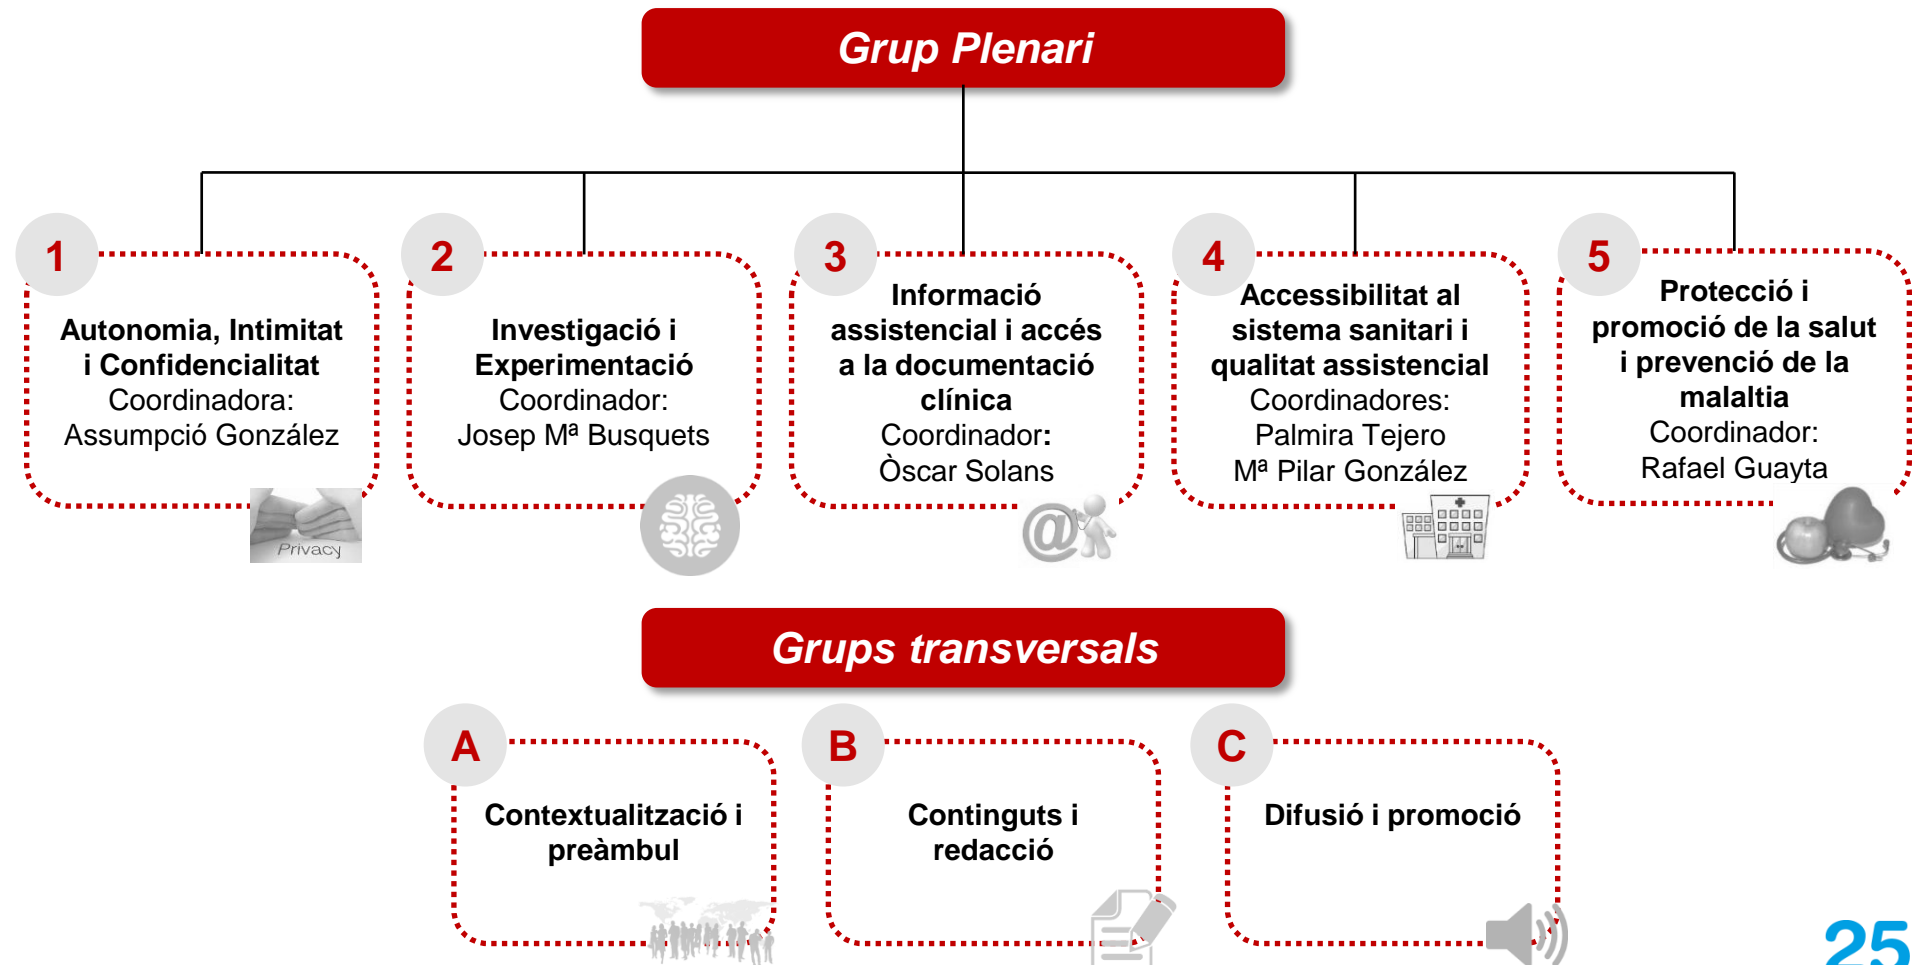 Grup Plenari
1
Autonomia, Intimitat
i Confidencialitat
Coordinadora:
Assumpció González
Privacy
2
Investigació i
Experimentació
Coordinador:
Josep Mª Busquets
3
Informació
assistencial i accés
a la documentació
clínica
Coordinador:
Òscar Solans
@
4
Accessibilitat al
sistema sanitari i
qualitat assistencial
Coordinadores:
Palmira Tejero
Mª Pilar González
5
Protecció i
promoció de la salut
i prevenció de la
malaltia
Coordinador:
Rafael Guayta
Grups transversals
A
Contextualització i
preàmbul
B
Continguts i
redacció
C
Difusió i promoció
25